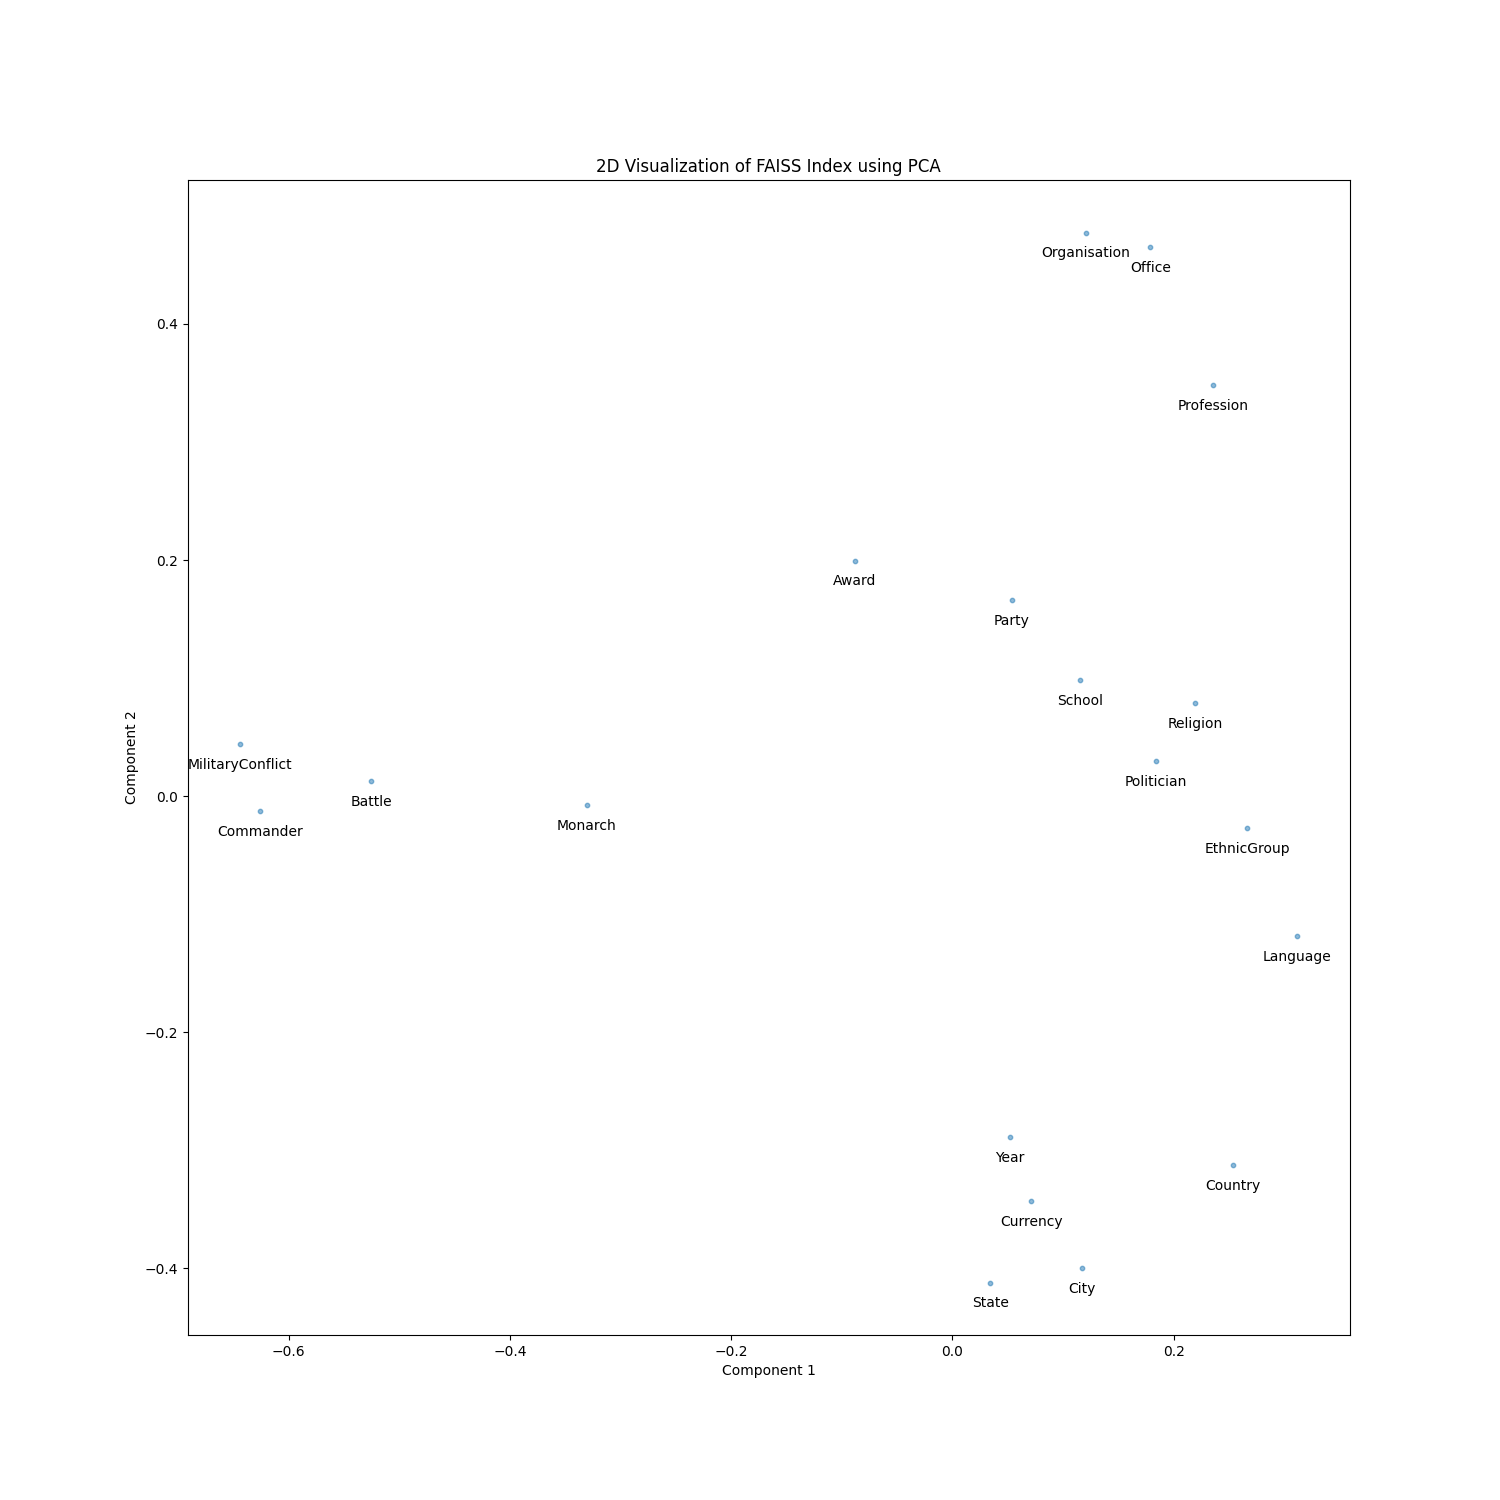 2D Visualization of FAISS Index using PCA
Organisation
Office
0.4
Profession
0.2
Award
Party
School
Religion
MilitaryConflict
Politician
Component 2
0.0
Battle
Commander
Monarch
EthnicGroup
Language
−0.2
Year
Country
Currency
−0.4
City
State
−0.6 −0.4 −0.2 0.0 0.2
Component 1